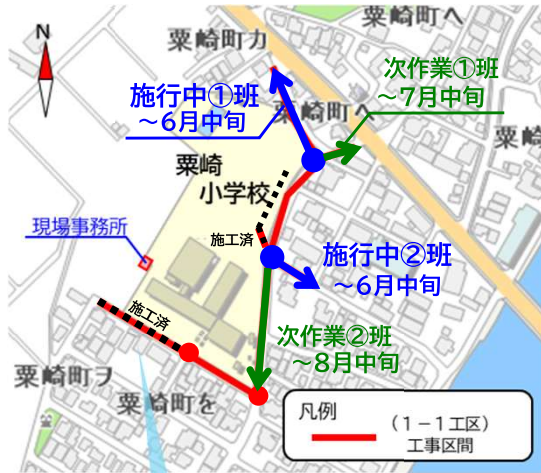 粟崎町ヘ
N
粟崎町カ
次作業①班
～7月中旬
施行中①班
～6月中旬
粟崎町ヘ
粟崎
小学校
粟崎
施工済
現場事務所
施行中②班
～6月中旬
施工済
次作業②班
～8月中旬
粟崎町ヲ
粟崎町を
凡例
（１－１工区）
工事区間